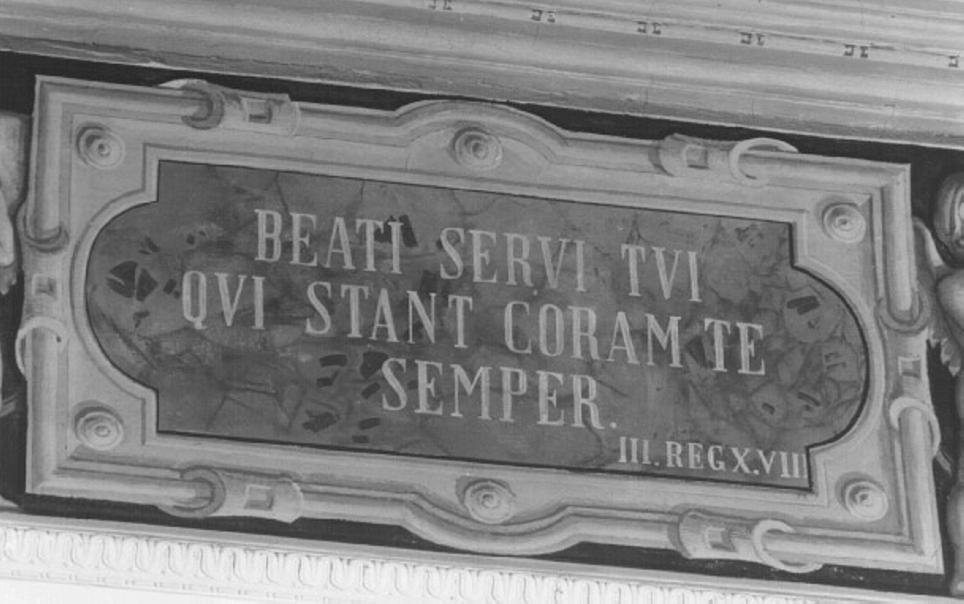 BEATI SERVI TVI
QVI STANT CORAM TE
SEMPER.
III. REG X. VII